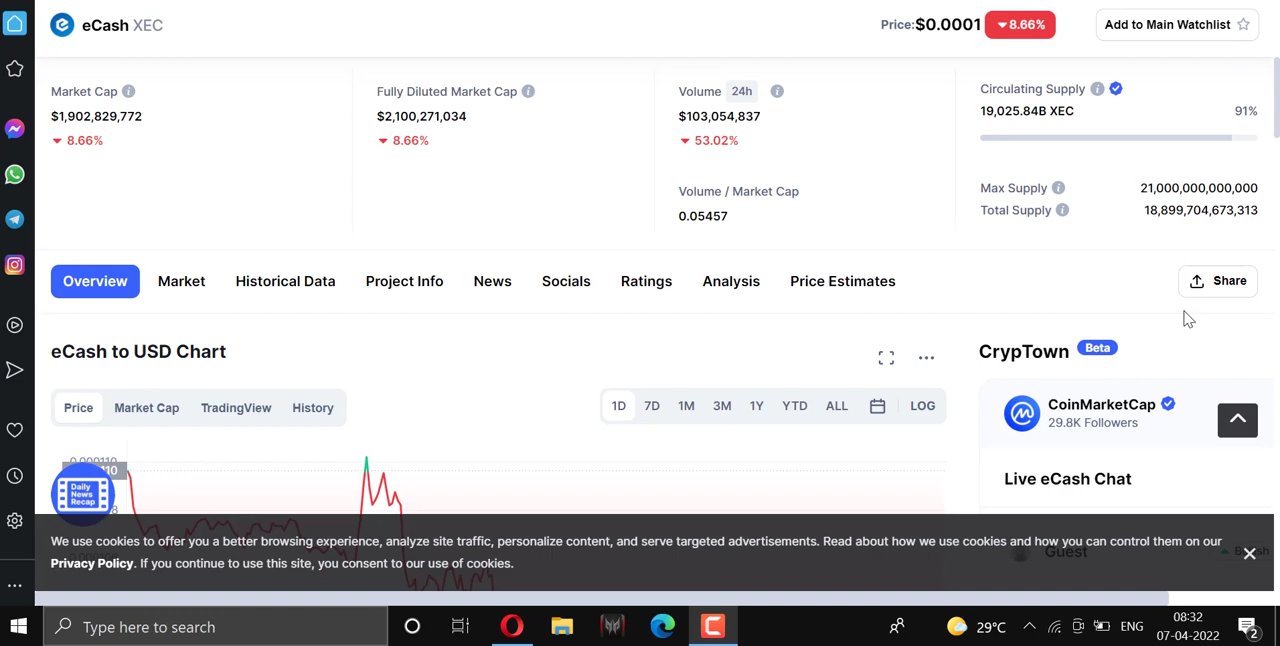 eCash XEC
Price:$0.0001
8.66%
Add to Main Watchlist
Market Cap
$1,902,829,772
8.66%
Fully Diluted Market Cap
$2,100,271,034
8.66%
Volume 24h
$103,054,837
53.02%
Volume / Market Cap
0.05457
Circulating Supply
19,025.84B XEC 91%
Max Supply 21,000,000,000,000
Total Supply 18,899,704,673,313
Overview Market Historical Data Project Info News Socials Ratings Analysis Price Estimates
Share
eCash to USD Chart
Price Market Cap TradingView History
1D 7D 1M 3M 1Y YTD ALL LOG
CrypTown Beta
CoinMarketCap
29.8K Followers
Live eCash Chat
Guest
0.000110
Daily
News
Recap
We use cookies to offer you a better browsing experience, analyze site traffic, personalize content, and serve targeted advertisements. Read about how we use cookies and how you can control them on our
Privacy Policy. If you continue to use this site, you consent to our use of cookies.
Type here to search
29°C
ENG
08:32
07-04-2022
2